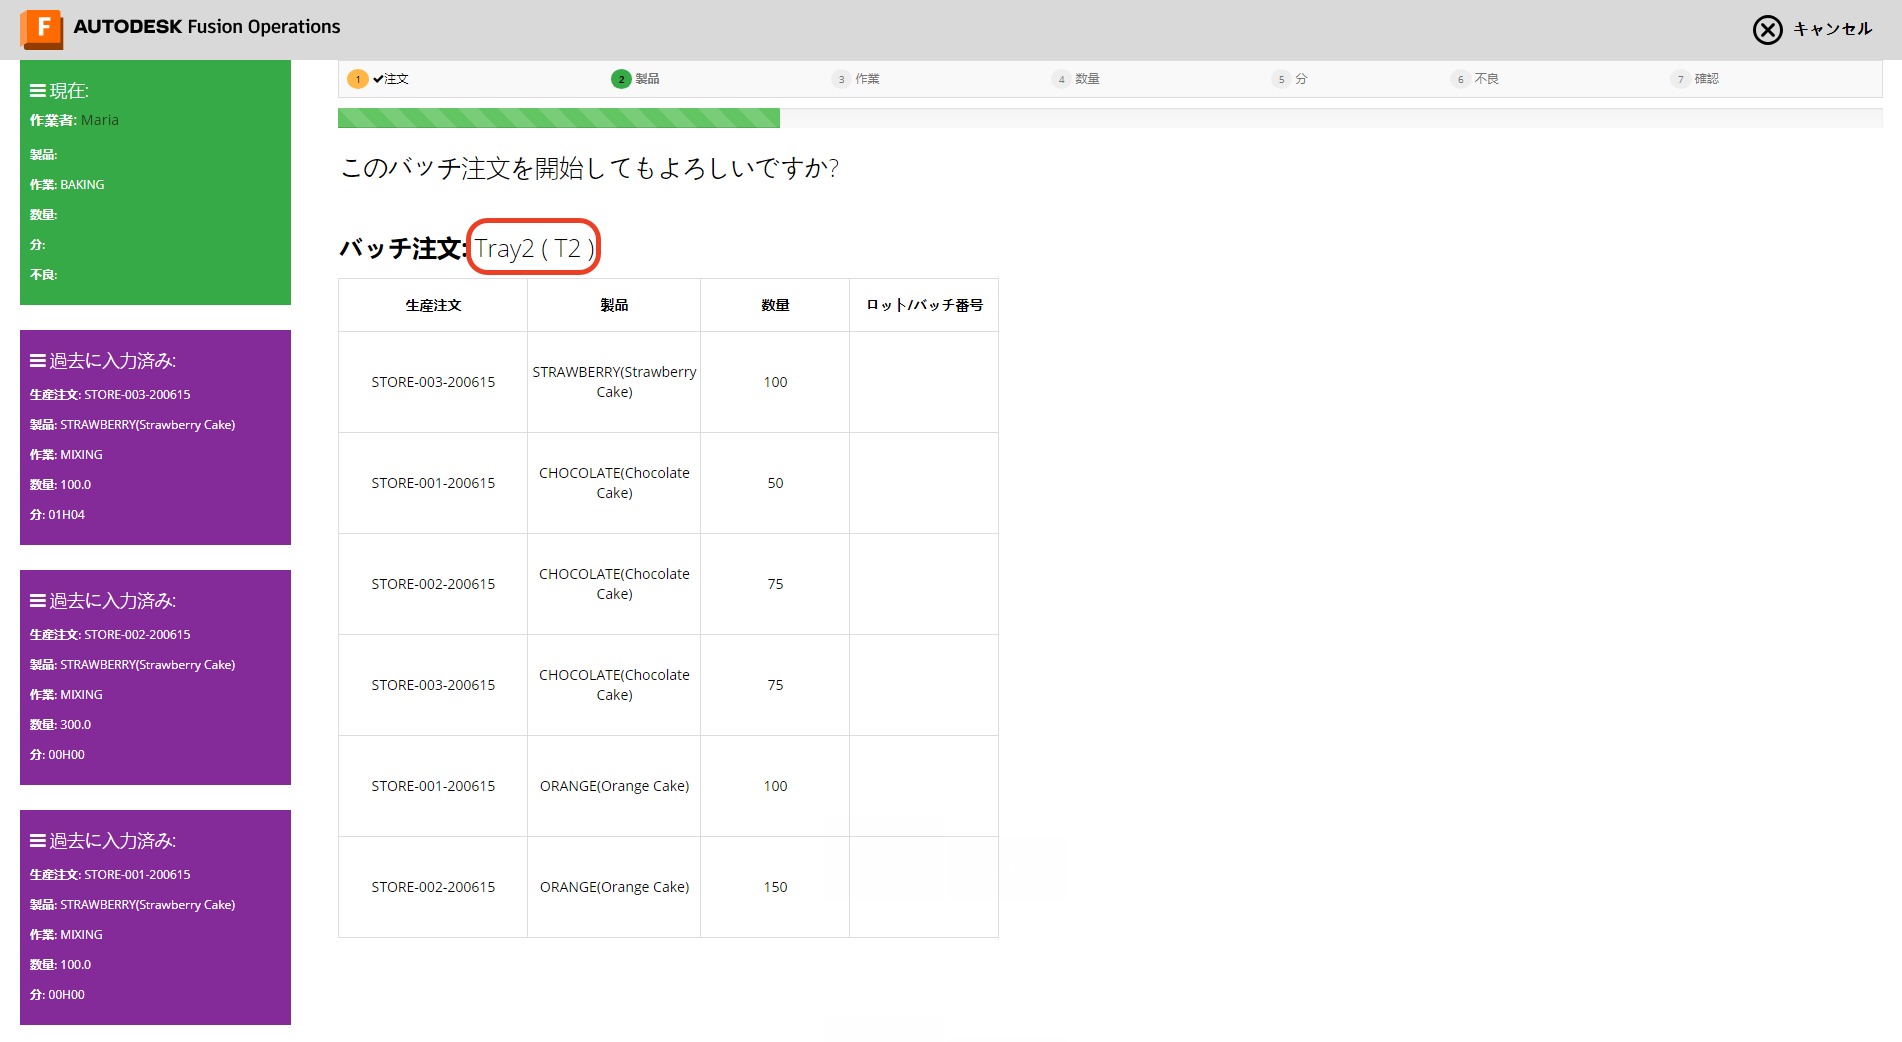 F AUTODESK Fusion Operations
キャンセル
現在:
作業者: Maria
製品:
作業: BAKING
数量:
分:
不良:
過去に入力済み:
生産注文: STORE-003-200615
製品: STRAWBERRY(Strawberry Cake)
作業: MIXING
数量: 100.0
分: 01H04
過去に入力済み:
生産注文: STORE-002-200615
製品: STRAWBERRY(Strawberry Cake)
作業: MIXING
数量: 300.0
分: 00H00
過去に入力済み:
生産注文: STORE-001-200615
製品: STRAWBERRY(Strawberry Cake)
作業: MIXING
数量: 100.0
分: 00H00
1 ✔注文 2 製品 3 作業 4 数量 5 分 6 不良 7 確認
このバッチ注文を開始してもよろしいですか?
バッチ注文: Tray2 ( T2 )
生産注文 製品 数量 ロット/バッチ番号
STORE-003-200615 STRAWBERRY(Strawberry Cake) 100
STORE-001-200615 CHOCOLATE(Chocolate Cake) 50
STORE-002-200615 CHOCOLATE(Chocolate Cake) 75
STORE-003-200615 CHOCOLATE(Chocolate Cake) 75
STORE-001-200615 ORANGE(Orange Cake) 100
STORE-002-200615 ORANGE(Orange Cake) 150